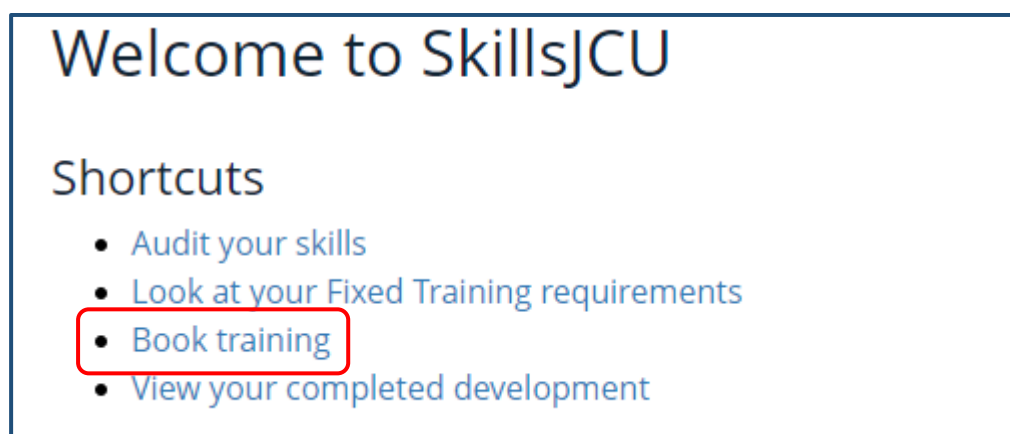 Welcome to SkillsJCU
Shortcuts
Audit your skills
Look at your Fixed Training requirements
Book training
View your completed development